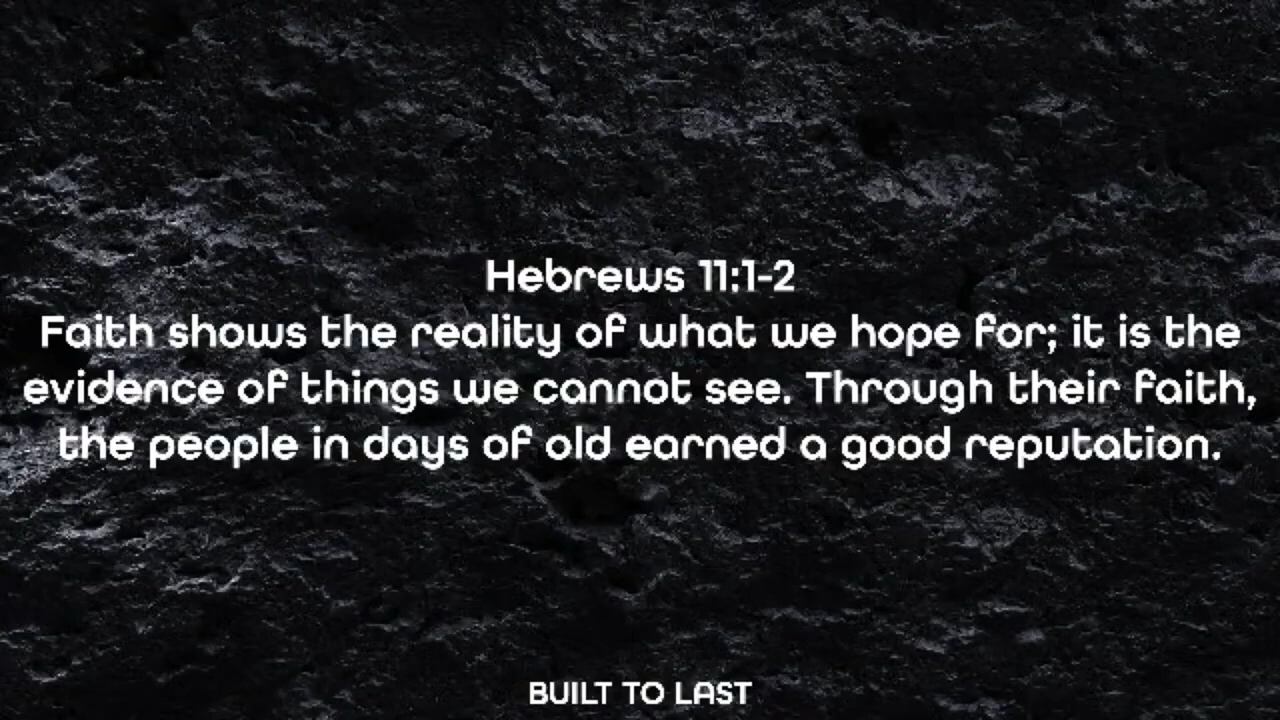 Hebrews 11:1-2
Faith shows the reality of what we hope for; it is the
evidence of things we cannot see. Through their faith,
the people in days of old earned a good reputation.
BUILT TO LAST